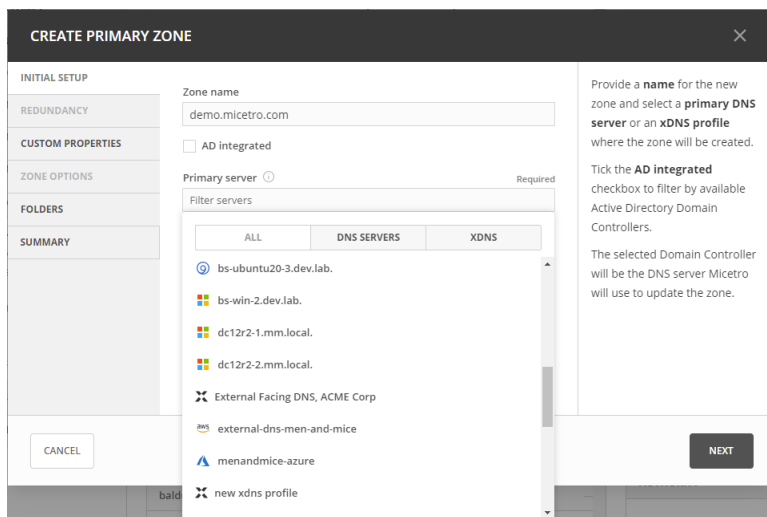 CREATE PRIMARY ZONE
INITIAL SETUP
REDUNDANCY
CUSTOM PROPERTIES
ZONE OPTIONS
FOLDERS
SUMMARY
Zone name
demo.micetro.com
AD integrated
Primary server
Required
Filter servers
ALL DNS SERVERS XDNS
bs-ubuntu20-3.dev.lab.
bs-win-2.dev.lab.
dc12r2-1.mm.local.
dc12r2-2.mm.local.
External Facing DNS, ACME Corp
aws external-dns-men-and-mice
menandmice-azure
new xdns profile
Provide a name for the new
zone and select a primary DNS
server or an xDNS profile
where the zone will be created.
Tick the AD integrated
checkbox to filter by available
Active Directory Domain
Controllers.
The selected Domain Controller
will be the DNS server Micetro
will use to update the zone.
CANCEL
NEXT